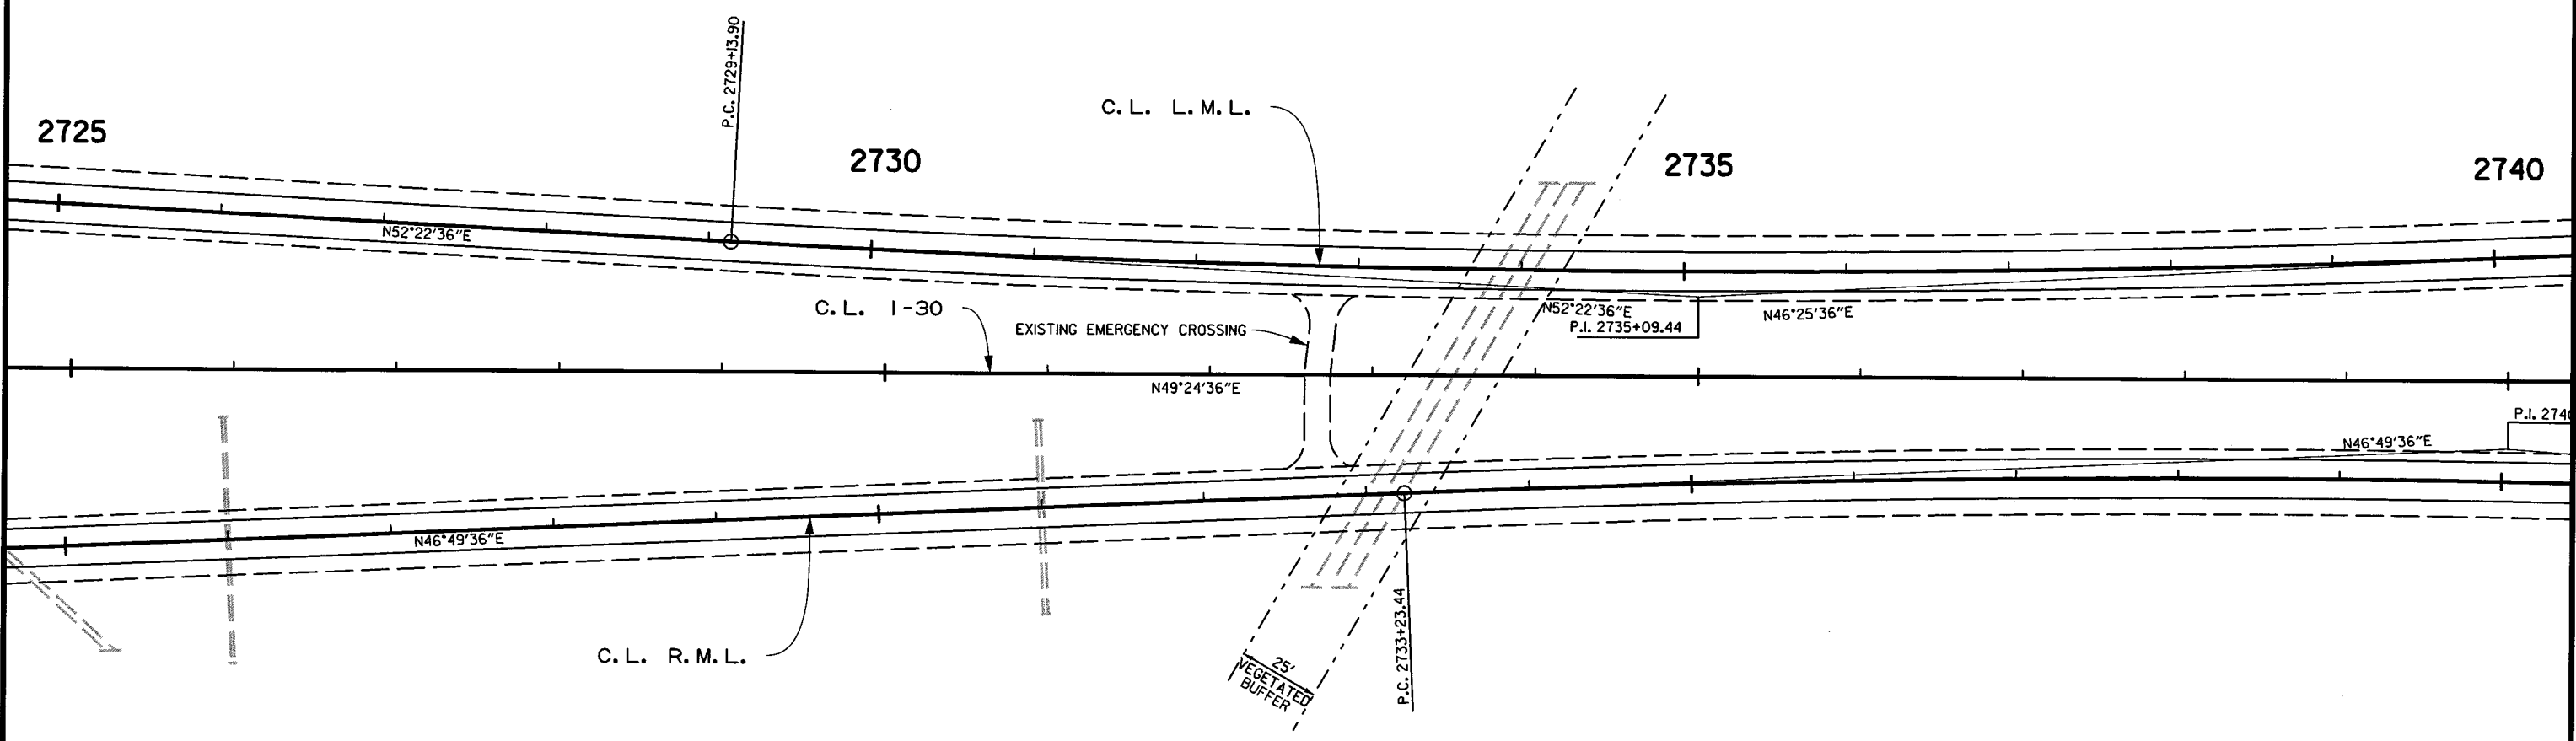 P.C. 2729+13.90
C.L. L.M.L.
2725
2730
2735
2740
N52°22'36"E
C.L. I-30
EXISTING EMERGENCY CROSSING
N52°22'36"E
P.I. 2735+09.44
N46°25'36"E
N49°24'36"E
P.I. 274
N46°49'36"E
N46°49'36"E
C.L. R.M.L.
P.C. 2733+23.44
25'
VEGETATED
BUFFER